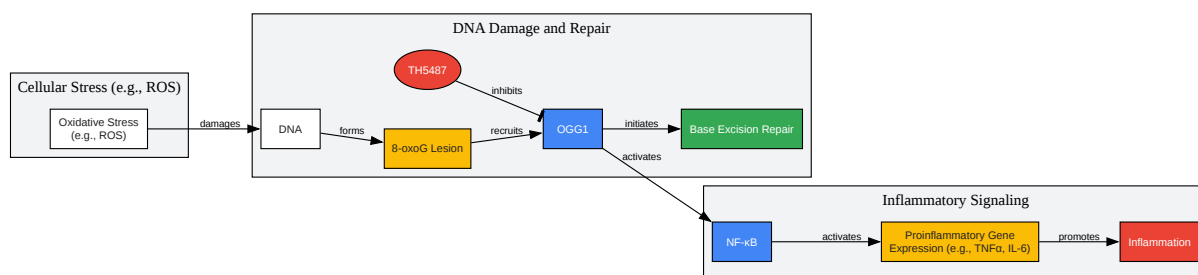 DNA Damage and Repair
TH5487
Cellular Stress (e.g., ROS)
inhibits
Oxidative Stress
(e.g., ROS)
damages
DNA
forms
8-oxoG Lesion
recruits
OGG1
initiates
Base Excision Repair
activates
Inflammatory Signaling
NF-κB
activates
Proinflammatory Gene
Expression (e.g., TNFα, IL-6)
promotes
Inflammation